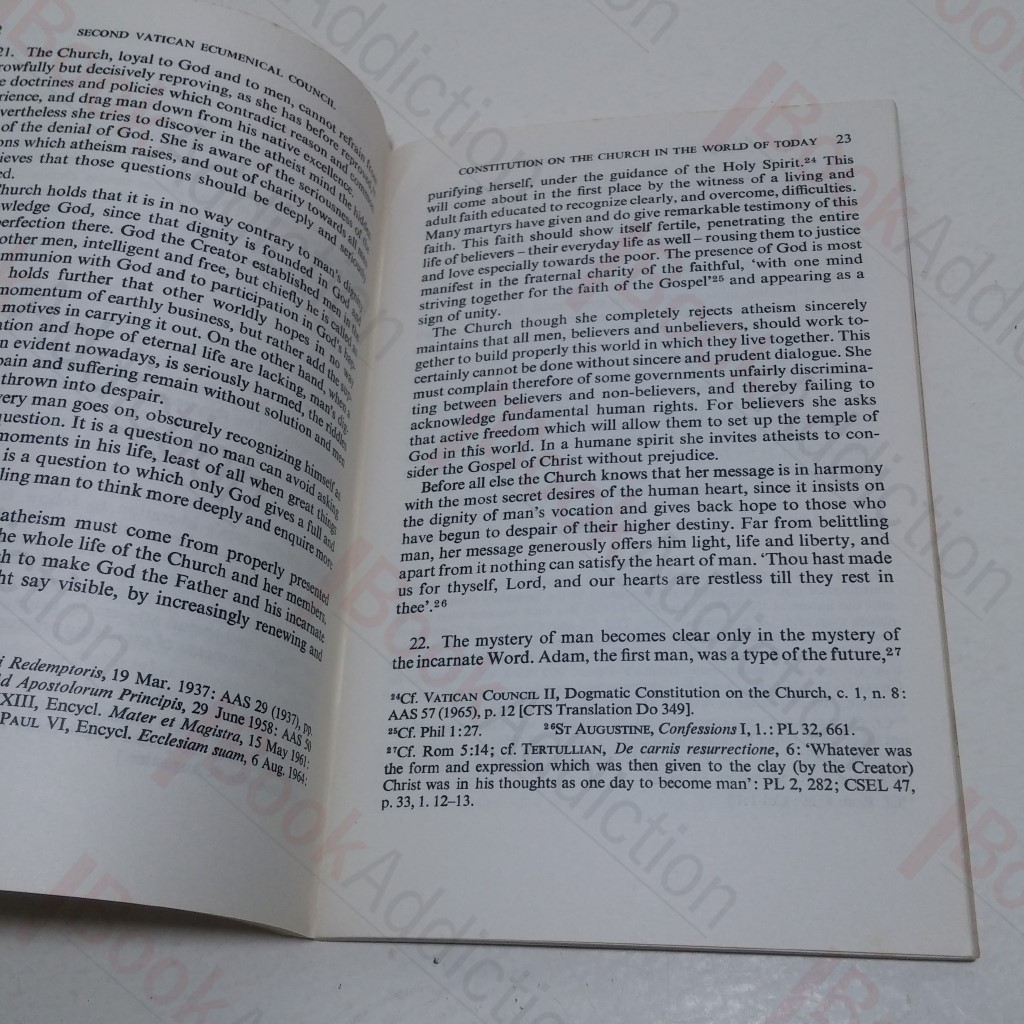 SECOND VATICAN ECUMENICAL COUNCIL
21. The Church, loyal to God and to men, cannot refrain from
rowfully but decisively reproving, as she has before reproved,
e doctrines and policies which contradict reason and common
rience, and drag man down from his native excellence.
vertheless she tries to discover in the atheist mind the hidden
of the denial of God. She is aware of the seriousness of the
ons which atheism raises, and out of charity towards all
ieves that those questions should be deeply and seriously
ed.
Church holds that it is in no way contrary to man's dignity
wledge God, since that dignity is founded in God and
perfection there. God the Creator established men in the
other men, intelligent and free, but chiefly he is called as
mmunion with God and to participation in God's hap-
holds further that other worldly hopes in no way
momentum of earthly business, but rather add the sup-
motives in carrying it out. On the other hand, when a
ation and hope of eternal life are lacking, man's dig-
n evident nowadays, is seriously harmed, the riddles
pain and suffering remain without solution and men
thrown into despair.
very man goes on, obscurely recognizing himself as
question. It is a question no man can avoid asking
moments in his life, least of all when great things
is a question to which only God gives a full and
ling man to think more deeply and enquire more
atheism must come from properly presented
he whole life of the Church and her members,
h to make God the Father and his incarnate
ht say visible, by increasingly renewing and
i Redemptoris, 19 Mar. 1937: AAS 29 (1937), pp.
d Apostolorum Principis, 29 June 1958: AAS 50
XXIII, Encycl. Mater et Magistra, 15 May 1961:
PAUL VI, Encycl. Ecclesiam suam, 6 Aug. 1964:
CONSTITUTION ON THE CHURCH IN THE WORLD OF TODAY 23
purifying herself, under the guidance of the Holy Spirit.²⁴ This
will come about in the first place by the witness of a living and
adult faith educated to recognize clearly, and overcome, difficulties.
Many martyrs have given and do give remarkable testimony of this
faith. This faith should show itself fertile, penetrating the entire
life of believers – their everyday life as well – rousing them to justice
and love especially towards the poor. The presence of God is most
manifest in the fraternal charity of the faithful, ‘with one mind
striving together for the faith of the Gospel’²⁵ and appearing as a
sign of unity.
The Church though she completely rejects atheism sincerely
maintains that all men, believers and unbelievers, should work to-
gether to build properly this world in which they live together. This
certainly cannot be done without sincere and prudent dialogue. She
must complain therefore of some governments unfairly discrimina-
ting between believers and non-believers, and thereby failing to
acknowledge fundamental human rights. For believers she asks
that active freedom which will allow them to set up the temple of
God in this world. In a humane spirit she invites atheists to con-
sider the Gospel of Christ without prejudice.
Before all else the Church knows that her message is in harmony
with the most secret desires of the human heart, since it insists on
the dignity of man's vocation and gives back hope to those who
have begun to despair of their higher destiny. Far from belittling
man, her message generously offers him light, life and liberty, and
apart from it nothing can satisfy the heart of man. ‘Thou hast made
us for thyself, Lord, and our hearts are restless till they rest in
thee’.²⁶
22. The mystery of man becomes clear only in the mystery of
the incarnate Word. Adam, the first man, was a type of the future,²⁷
²⁴Cf. VATICAN COUNCIL II, Dogmatic Constitution on the Church, c. 1, n. 8:
AAS 57 (1965), p. 12 [CTS Translation Do 349].
²⁵Cf. Phil 1:27. ²⁶ST AUGUSTINE, Confessions I, 1.: PL 32, 661.
²⁷Cf. Rom 5:14; cf. TERTULLIAN, De carnis resurrectione, 6: ‘Whatever was
the form and expression which was then given to the clay (by the Creator)
Christ was in his thoughts as one day to become man’: PL 2, 282; CSEL 47,
p. 33, 1. 12–13.
BookAddiction